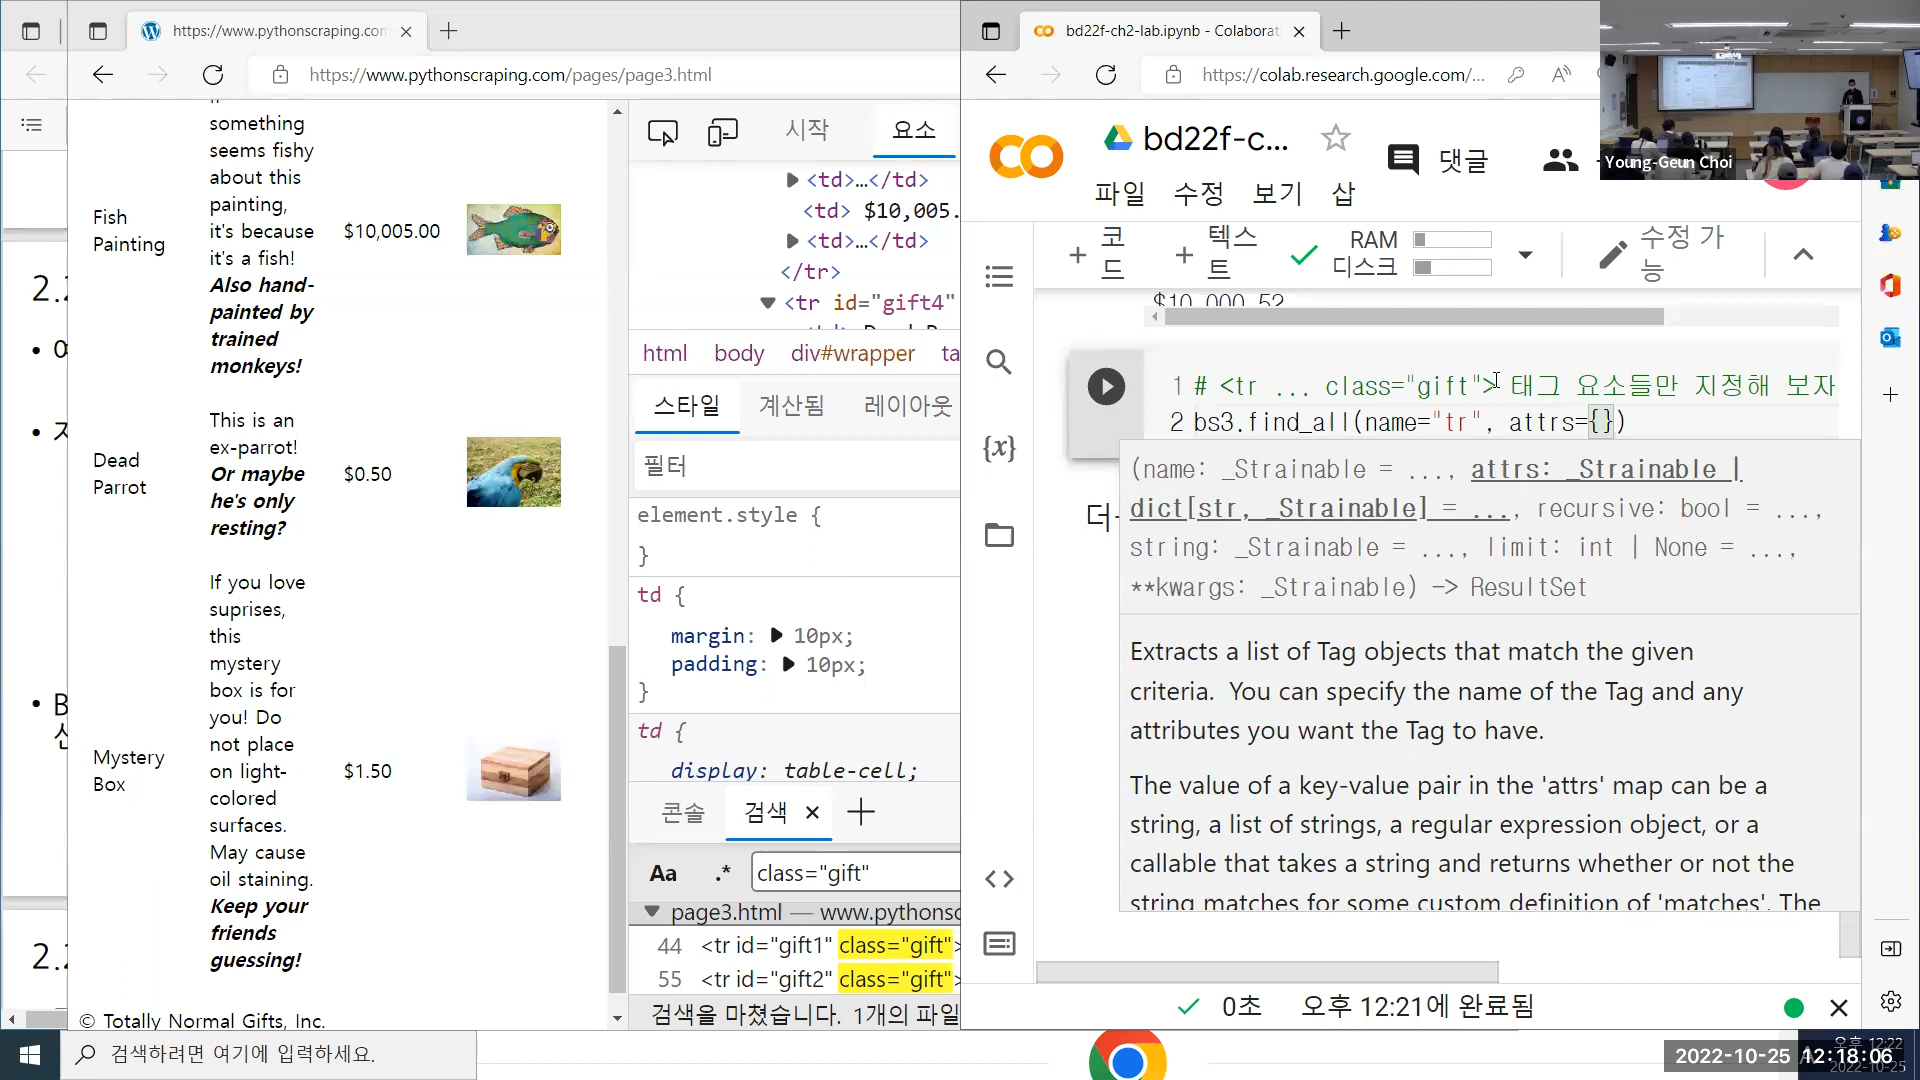 https://www.pythonscraping.com
bd22f-ch2-lab.ipynb - Colaborat
https://www.pythonscraping.com/pages/page3.html
https://colab.research.google.com/...
something
seems fishy
about this
painting,
it's because
it's a fish!
Also hand-
painted by
trained
monkeys!
Fish
Painting
$10,005.00
This is an
ex-parrot!
Or maybe
he's only
resting?
Dead
Parrot
$0.50
If you love
suprises,
this
mystery
box is for
you! Do
not place
on light-
colored
surfaces.
May cause
oil staining.
Keep your
friends
guessing!
Mystery
Box
$1.50
© Totally Normal Gifts, Inc.
시작
요소
<td>…</td>
<td> $10,005.
<td>…</td>
</tr>
<tr id="gift4"
html body div#wrapper ta
스타일 계산됨 레이아웃
필터
element.style {
}
td {
margin: 10px;
padding: 10px;
}
td {
display: table-cell;
콘솔 검색
Aa .* class="gift"
page3.html — www.pythonsc
44 <tr id="gift1" class="gift">
55 <tr id="gift2" class="gift">
검색을 마쳤습니다. 1개의 파일
bd22f-c...
댓글
파일 수정 보기 삽
+ 코드
+ 텍스트
RAM
디스크
수정 가능
$10,000.52
1 # <tr ... class="gift"> 태그 요소들만 지정해 보자
2 bs3.find_all(name="tr", attrs={})
(name: _Strainable = ..., attrs: _Strainable |
dict[str, _Strainable] = ..., recursive: bool = ...,
string: _Strainable = ..., limit: int | None = ...,
**kwargs: _Strainable) -> ResultSet
Extracts a list of Tag objects that match the given
criteria. You can specify the name of the Tag and any
attributes you want the Tag to have.
The value of a key-value pair in the 'attrs' map can be a
string, a list of strings, a regular expression object, or a
callable that takes a string and returns whether or not the
string matches for some custom definition of 'matches'. The
0초 오후 12:21에 완료됨
Young-Geun Choi
검색하려면 여기에 입력하세요.
오후 12:22
2022-10-25
2022-10-25 12:18:06